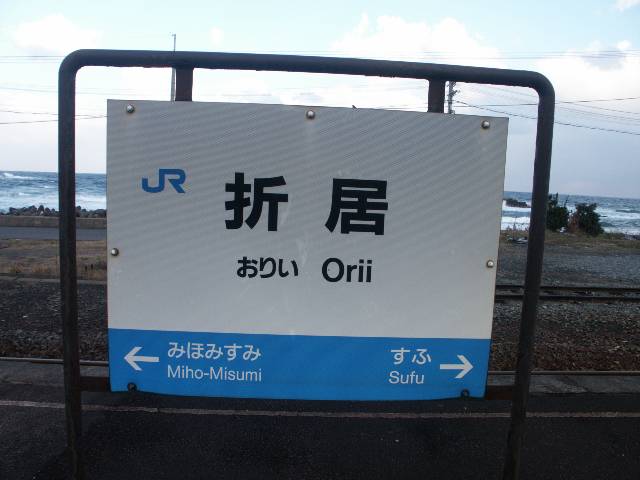 JR
折居
おりい Orii
← みほみすみ
Miho-Misumi
すふ →
Sufu